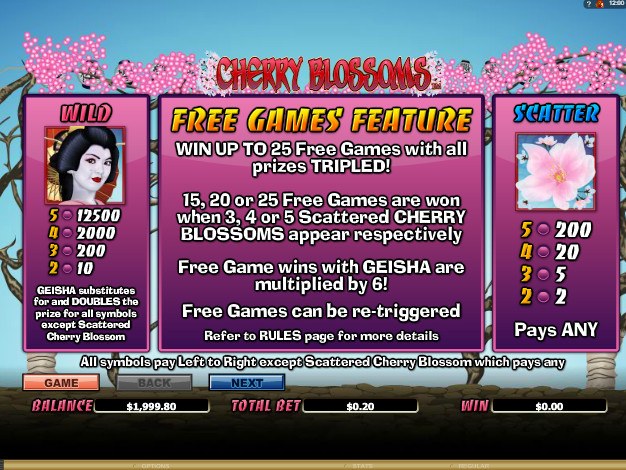 ? 12:00
CHERRY BLOSSOMS
WILD
5 12500
4 2000
3 200
2 10
GEISHA substitutes
for and DOUBLES the
prize for all symbols
except Scattered
Cherry Blossom
FREE GAMES FEATURE
WIN UP TO 25 Free Games with all
prizes TRIPLED!
15, 20 or 25 Free Games are won
when 3, 4 or 5 Scattered CHERRY
BLOSSOMS appear respectively
Free Game wins with GEISHA are
multiplied by 6!
Free Games can be re-triggered
Refer to RULES page for more details
SCATTER
5 200
4 20
3 5
2 2
Pays ANY
All symbols pay Left to Right except Scattered Cherry Blossom which pays any
GAME BACK NEXT
BALANCE $1,999.80 TOTAL BET $0.20 WIN $0.00
OPTIONS STATS REGULAR